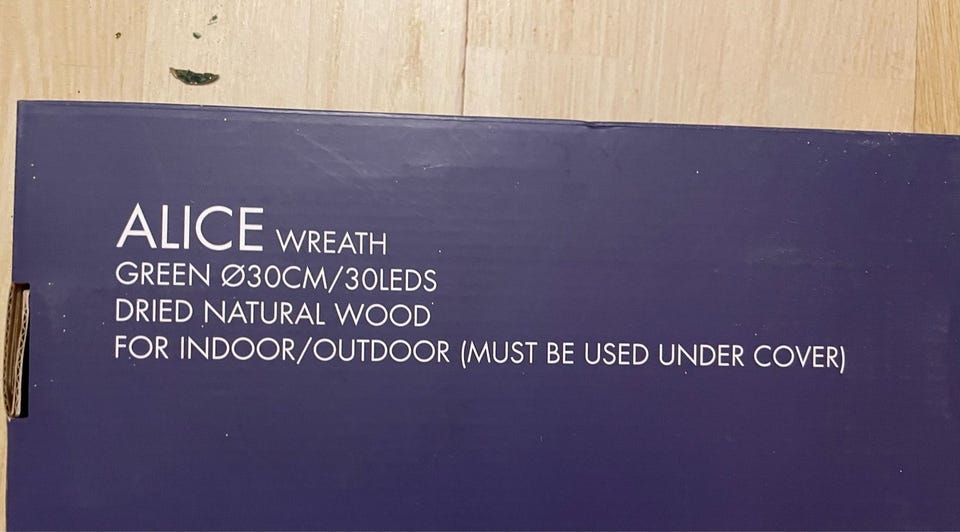 ALICE WREATH
GREEN Ø30CM/30LEDS
DRIED NATURAL WOOD
FOR INDOOR/OUTDOOR (MUST BE USED UNDER COVER)